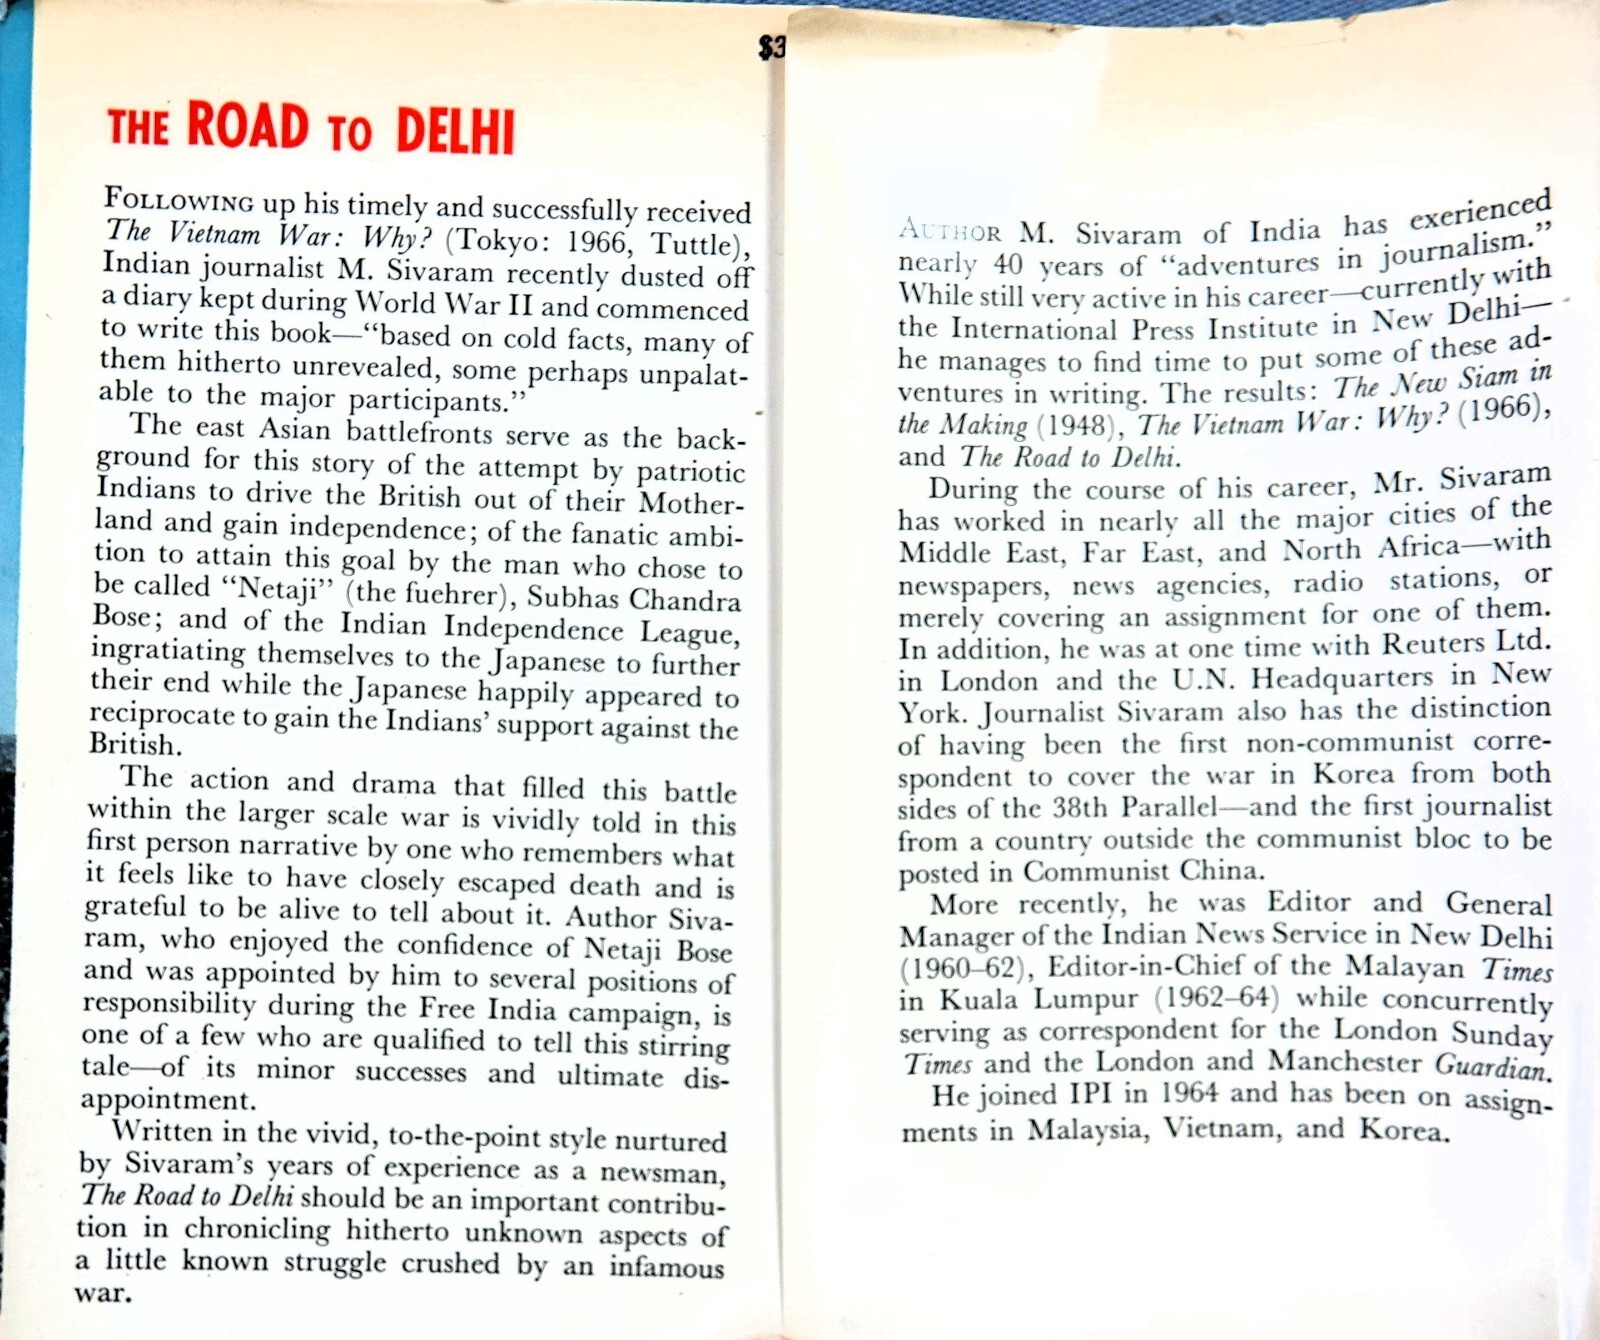 $3
THE ROAD TO DELHI
FOLLOWING up his timely and successfully received
The Vietnam War: Why? (Tokyo: 1966, Tuttle),
Indian journalist M. Sivaram recently dusted off
a diary kept during World War II and commenced
to write this book—“based on cold facts, many of
them hitherto unrevealed, some perhaps unpalat-
able to the major participants.”
The east Asian battlefronts serve as the back-
ground for this story of the attempt by patriotic
Indians to drive the British out of their Mother-
land and gain independence; of the fanatic ambi-
tion to attain this goal by the man who chose to
be called “Netaji” (the fuehrer), Subhas Chandra
Bose; and of the Indian Independence League,
ingratiating themselves to the Japanese to further
their end while the Japanese happily appeared to
reciprocate to gain the Indians’ support against the
British.
The action and drama that filled this battle
within the larger scale war is vividly told in this
first person narrative by one who remembers what
it feels like to have closely escaped death and is
grateful to be alive to tell about it. Author Siva-
ram, who enjoyed the confidence of Netaji Bose
and was appointed by him to several positions of
responsibility during the Free India campaign, is
one of a few who are qualified to tell this stirring
tale—of its minor successes and ultimate dis-
appointment.
Written in the vivid, to-the-point style nurtured
by Sivaram’s years of experience as a newsman,
The Road to Delhi should be an important contribu-
tion in chronicling hitherto unknown aspects of
a little known struggle crushed by an infamous
war.
AUTHOR M. Sivaram of India has exerienced
nearly 40 years of “adventures in journalism.”
While still very active in his career—currently with
the International Press Institute in New Delhi—
he manages to find time to put some of these ad-
ventures in writing. The results: The New Siam in
the Making (1948), The Vietnam War: Why? (1966),
and The Road to Delhi.
During the course of his career, Mr. Sivaram
has worked in nearly all the major cities of the
Middle East, Far East, and North Africa—with
newspapers, news agencies, radio stations, or
merely covering an assignment for one of them.
In addition, he was at one time with Reuters Ltd.
in London and the U.N. Headquarters in New
York. Journalist Sivaram also has the distinction
of having been the first non-communist corre-
spondent to cover the war in Korea from both
sides of the 38th Parallel—and the first journalist
from a country outside the communist bloc to be
posted in Communist China.
More recently, he was Editor and General
Manager of the Indian News Service in New Delhi
(1960–62), Editor-in-Chief of the Malayan Times
in Kuala Lumpur (1962–64) while concurrently
serving as correspondent for the London Sunday
Times and the London and Manchester Guardian.
He joined IPI in 1964 and has been on assign-
ments in Malaysia, Vietnam, and Korea.